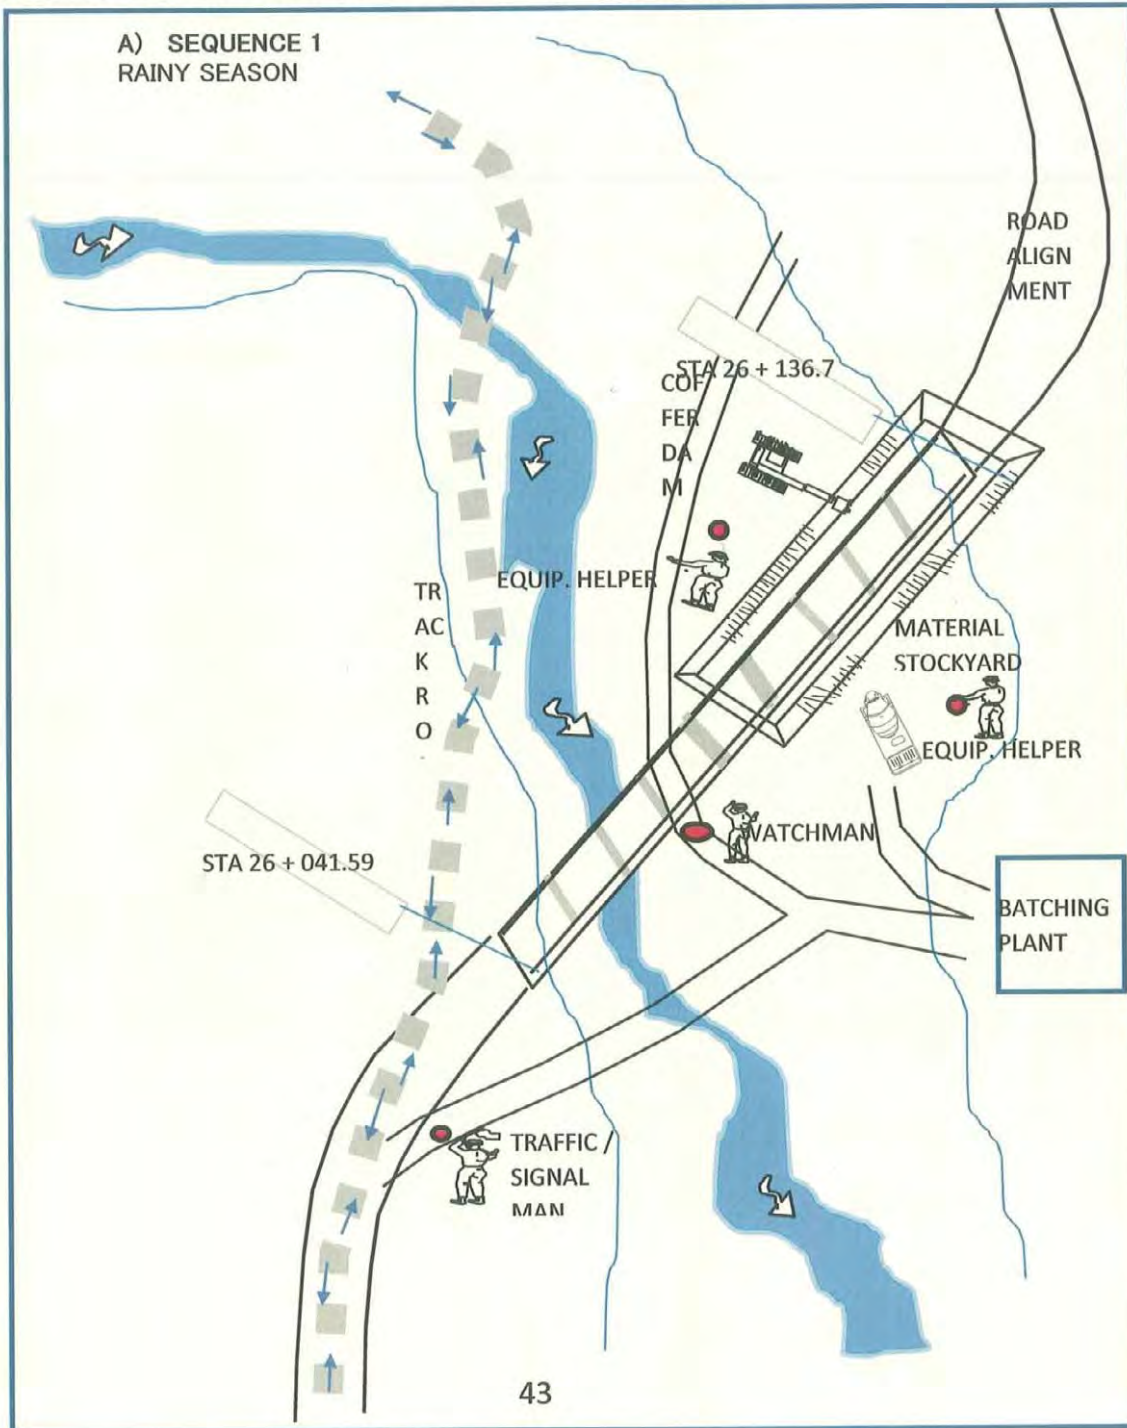 A) SEQUENCE 1
RAINY SEASON
ROAD
ALIGN
MENT
STA 26 + 136.7
COF
FER
DA
M
EQUIP. HELPER
TR
AC
K R
O
MATERIAL
STOCKYARD
EQUIP. HELPER
WATCHMAN
STA 26 + 041.59
BATCHING
PLANT
TRAFFIC /
SIGNAL
MAN
43